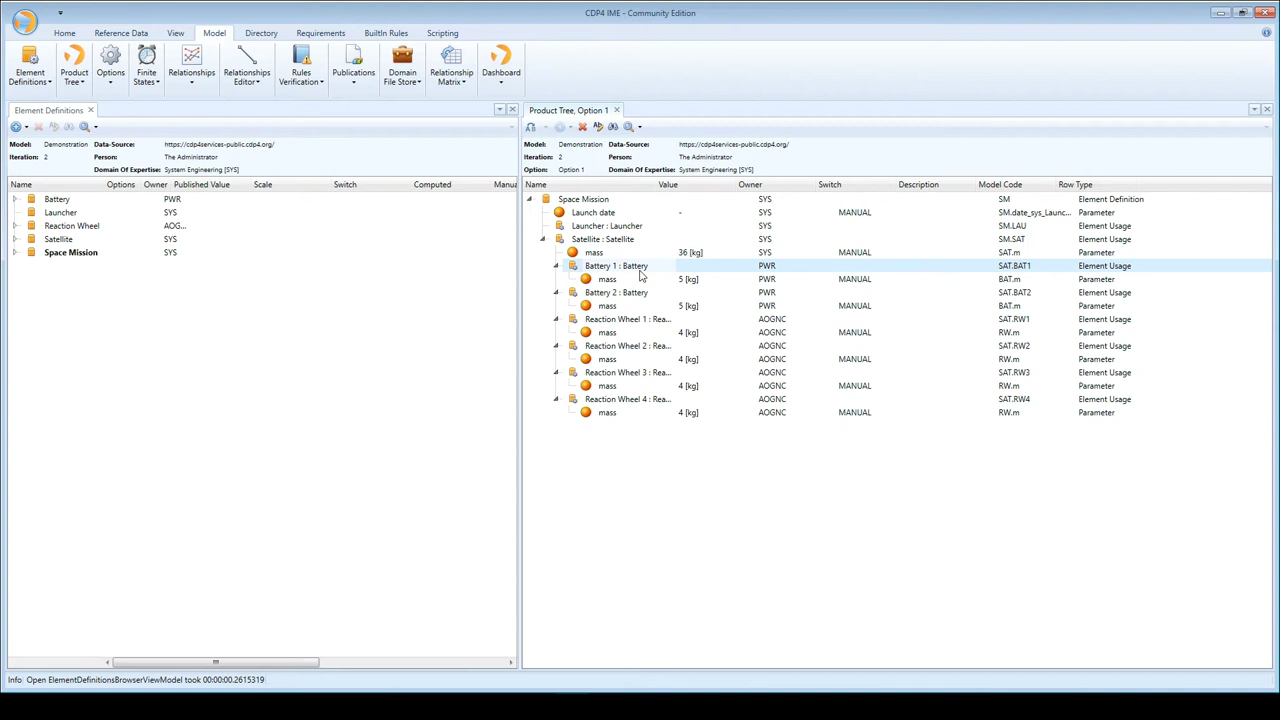 CDP4 IME - Community Edition
Home Reference Data View Model Directory Requirements BuiltIn Rules Scripting
Element Definitions Product Tree Options Finite States Relationships Relationships Editor Rules Verification Publications Domain File Store Relationship Matrix Dashboard
Element Definitions
Model: Demonstration Data-Source: https://cdp4services-public.cdp4.org/
Iteration: 2 Person: The Administrator
Domain Of Expertise: System Engineering [SYS]
Name Options Owner Published Value Scale Switch Computed Manua
Battery PWR
Launcher SYS
Reaction Wheel AOG...
Satellite SYS
Space Mission SYS
Product Tree, Option 1
Model: Demonstration Data-Source: https://cdp4services-public.cdp4.org/
Iteration: 2 Person: The Administrator
Option: Option 1 Domain Of Expertise: System Engineering [SYS]
Name Value Owner Switch Description Model Code Row Type
Space Mission SYS SM Element Definition
Launch date - SYS MANUAL SM.date_sys_Launc... Parameter
Launcher : Launcher SYS SM.LAU Element Usage
Satellite : Satellite SYS SM.SAT Element Usage
mass 36 [kg] SYS MANUAL SAT.m Parameter
Battery 1 : Battery PWR SAT.BAT1 Element Usage
mass 5 [kg] PWR MANUAL BAT.m Parameter
Battery 2 : Battery PWR SAT.BAT2 Element Usage
mass 5 [kg] PWR MANUAL BAT.m Parameter
Reaction Wheel 1 : Rea... AOGNC SAT.RW1 Element Usage
mass 4 [kg] AOGNC MANUAL RW.m Parameter
Reaction Wheel 2 : Rea... AOGNC SAT.RW2 Element Usage
mass 4 [kg] AOGNC MANUAL RW.m Parameter
Reaction Wheel 3 : Rea... AOGNC SAT.RW3 Element Usage
mass 4 [kg] AOGNC MANUAL RW.m Parameter
Reaction Wheel 4 : Rea... AOGNC SAT.RW4 Element Usage
mass 4 [kg] AOGNC MANUAL RW.m Parameter
Info Open ElementDefinitionsBrowserViewModel took 00:00:00.2615319